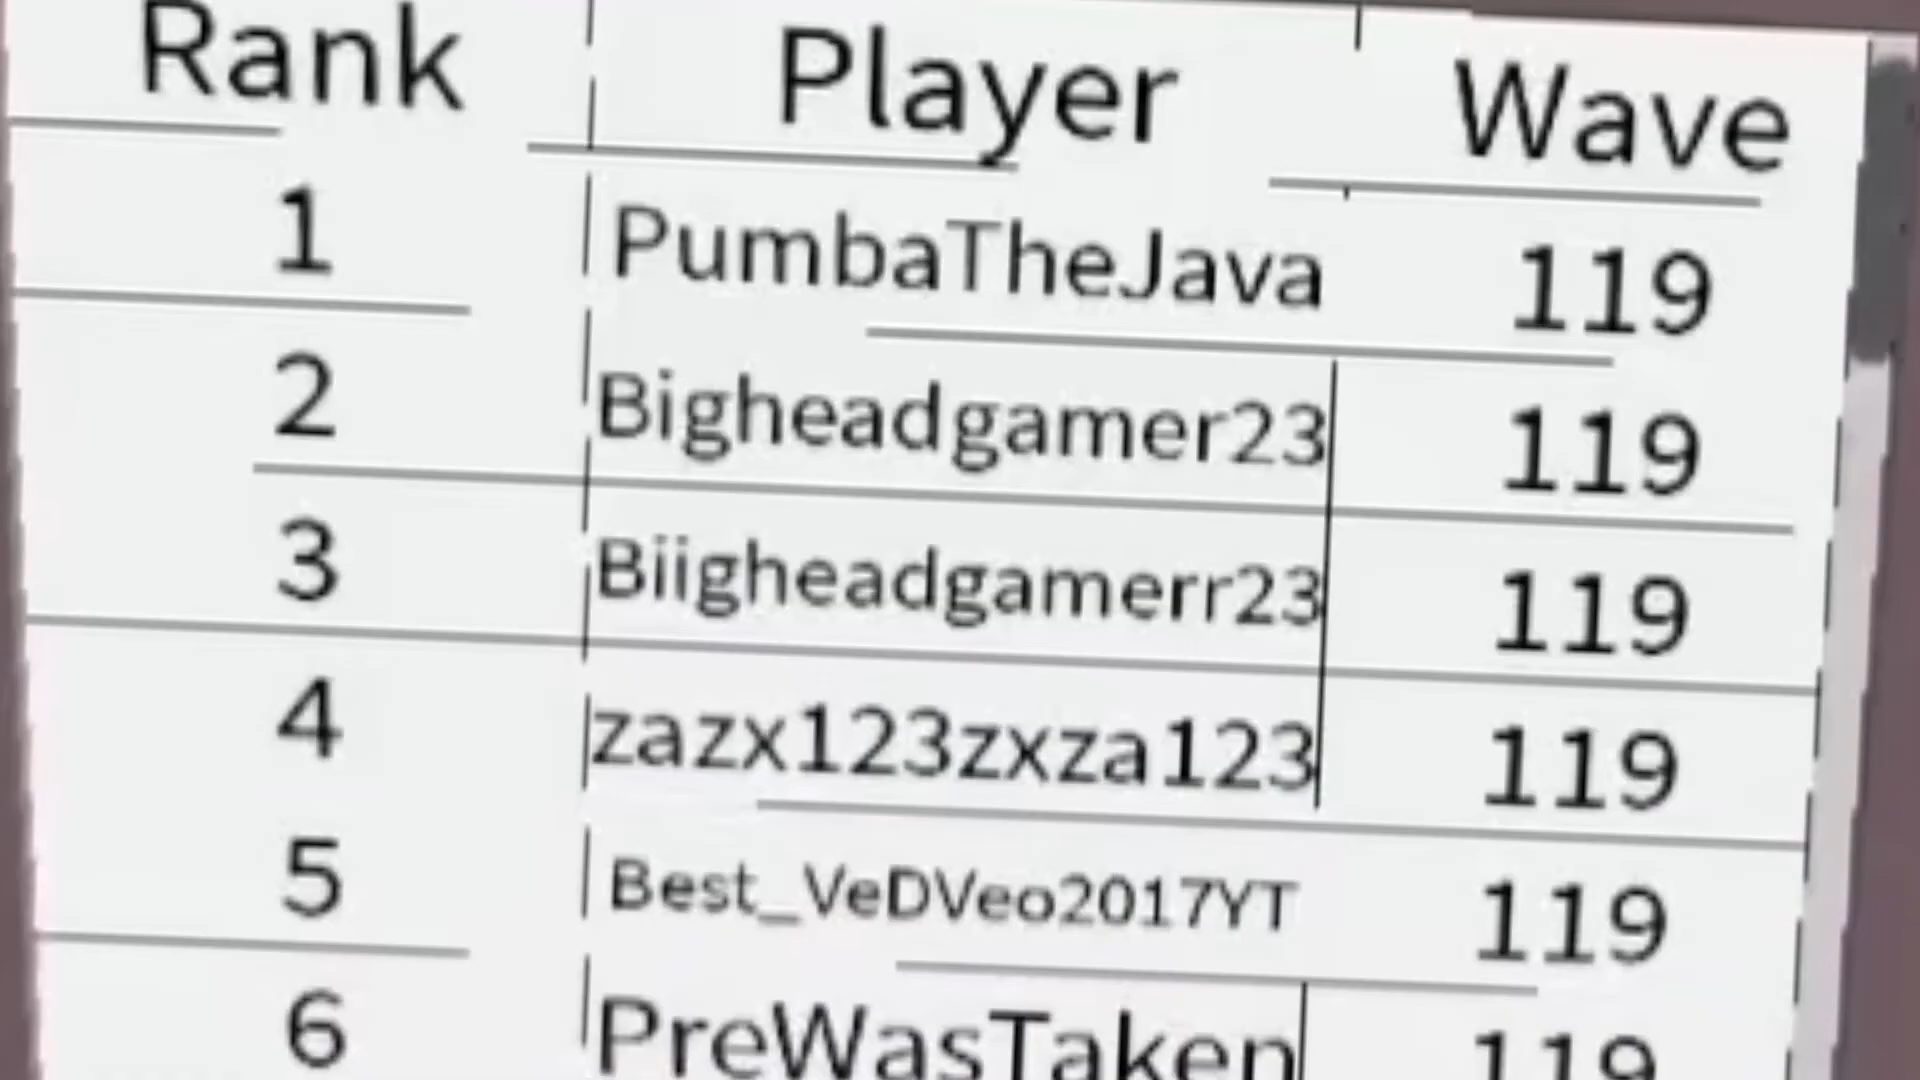 Rank Player Wave
1 PumbaTheJava 119
2 Bigheadgamer23 119
3 Biigheadgamerr23 119
4 zazx123zxza123 119
5 Best_VeDVeo2017YT 119
6 PreWasTaken 119